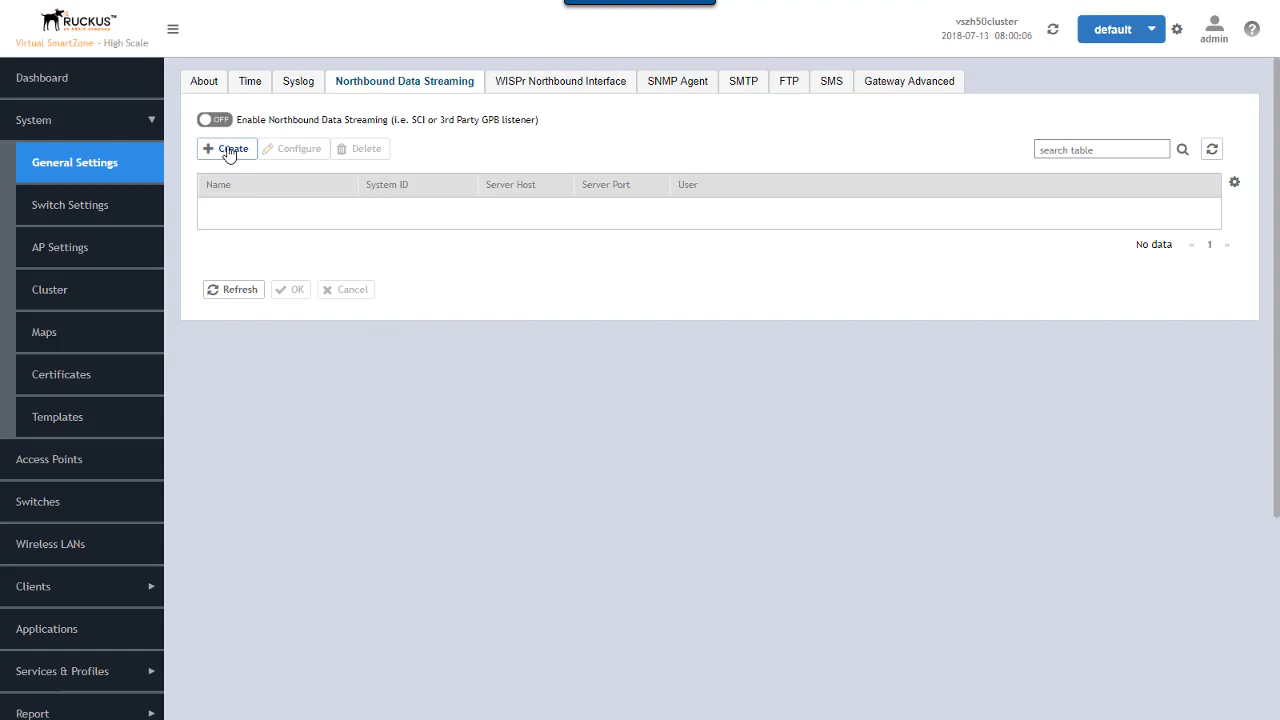 RUCKUS™
Virtual SmartZone - High Scale
vszh50cluster
2018-07-13 08:00:06
default
admin
Dashboard
System
General Settings
Switch Settings
AP Settings
Cluster
Maps
Certificates
Templates
Access Points
Switches
Wireless LANs
Clients
Applications
Services & Profiles
Report
About Time Syslog Northbound Data Streaming WISPr Northbound Interface SNMP Agent SMTP FTP SMS Gateway Advanced
OFF Enable Northbound Data Streaming (i.e. SCI or 3rd Party GPB listener)
Create Configure Delete
search table
Name System ID Server Host Server Port User
No data « 1 »
Refresh OK Cancel